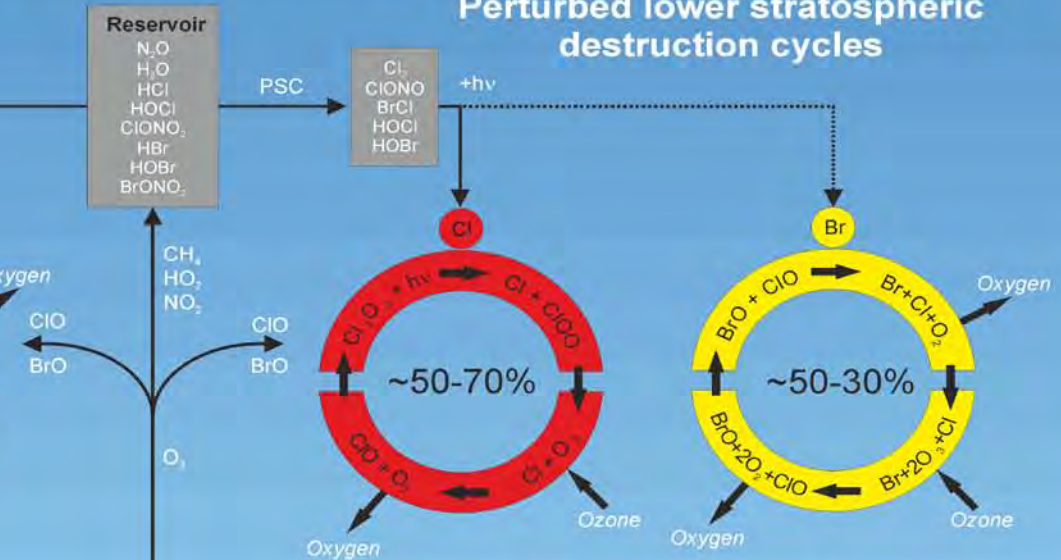 Perturbed lower stratospheric
destruction cycles
Reservoir
N₂O
H₂O
HCl
HOCl
ClONO₂
HBr
HOBr
BrONO₂
PSC
Cl₂
ClONO
BrCl
HOCl
HOBr
+hν
Cl
Br
CH₄
HO₂
NO₂
xygen
ClO
BrO
ClO
BrO
O₃
Cl₂O₂ + hν
Cl + ClOO
~50-70%
ClO + O₂
Cl + O₃
Oxygen
Ozone
BrO + ClO
Br+Cl+O₂
Oxygen
~50-30%
BrO+2O₂+ClO
Br+2O₃+Cl
Oxygen
Ozone